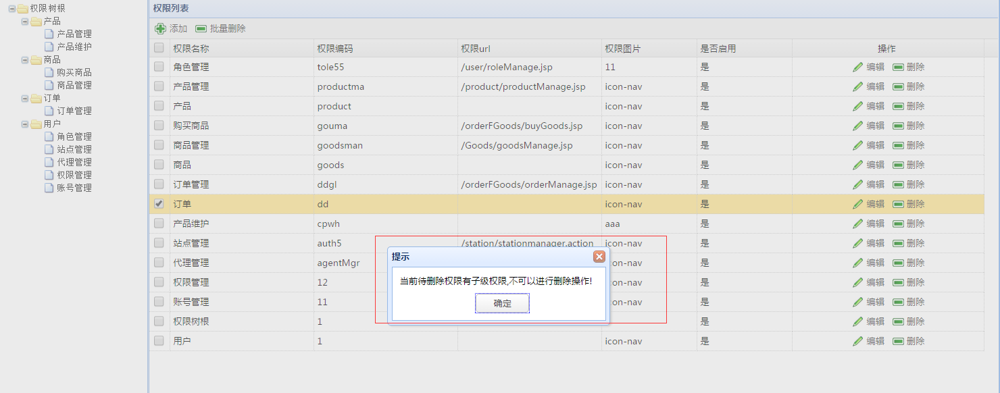 权限树根
产品
产品管理
产品维护
商品
购买商品
商品管理
订单
订单管理
用户
角色管理
站点管理
代理管理
权限管理
账号管理
权限列表
添加 批量删除
权限名称 权限编码 权限url 权限图片 是否启用 操作
角色管理 tole55 /user/roleManage.jsp 11 是 编辑 删除
产品管理 productma /product/productManage.jsp icon-nav 是 编辑 删除
产品 product icon-nav 是 编辑 删除
购买商品 gouma /orderFGoods/buyGoods.jsp icon-nav 是 编辑 删除
商品管理 goodsman /Goods/goodsManage.jsp icon-nav 是 编辑 删除
商品 goods icon-nav 是 编辑 删除
订单管理 ddgl /orderFGoods/orderManage.jsp icon-nav 是 编辑 删除
订单 dd icon-nav 是 编辑 删除
产品维护 cpwh aaa 是 编辑 删除
站点管理 auth5 /station/stationmanager.action icon-nav 是 编辑 删除
代理管理 agentMgr con-nav 是 编辑 删除
权限管理 12 con-nav 是 编辑 删除
账号管理 11 con-nav 是 编辑 删除
权限树根 1 是 编辑 删除
用户 1 icon-nav 是 编辑 删除
提示
当前待删除权限有子级权限,不可以进行删除操作!
确定